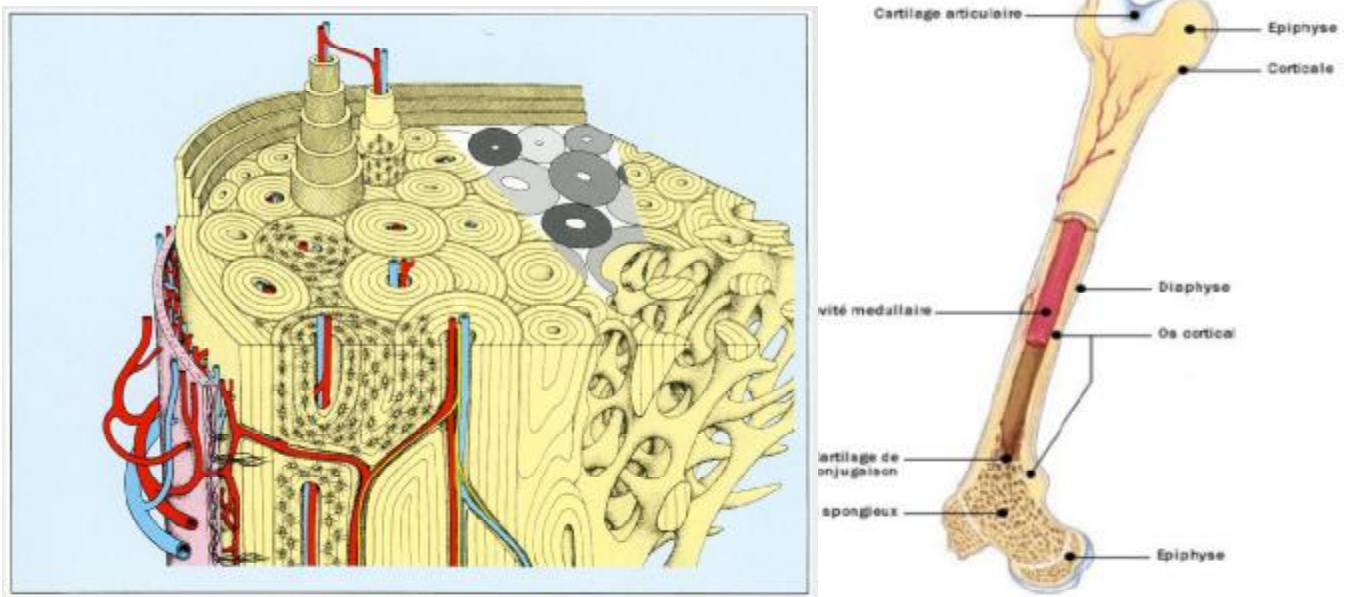 Cartilage articulaire
Epiphyse
Corticale
Diaphyse
vité medullaire
Os cortical
artilage de
onjugaison
spongieux
Epiphyse